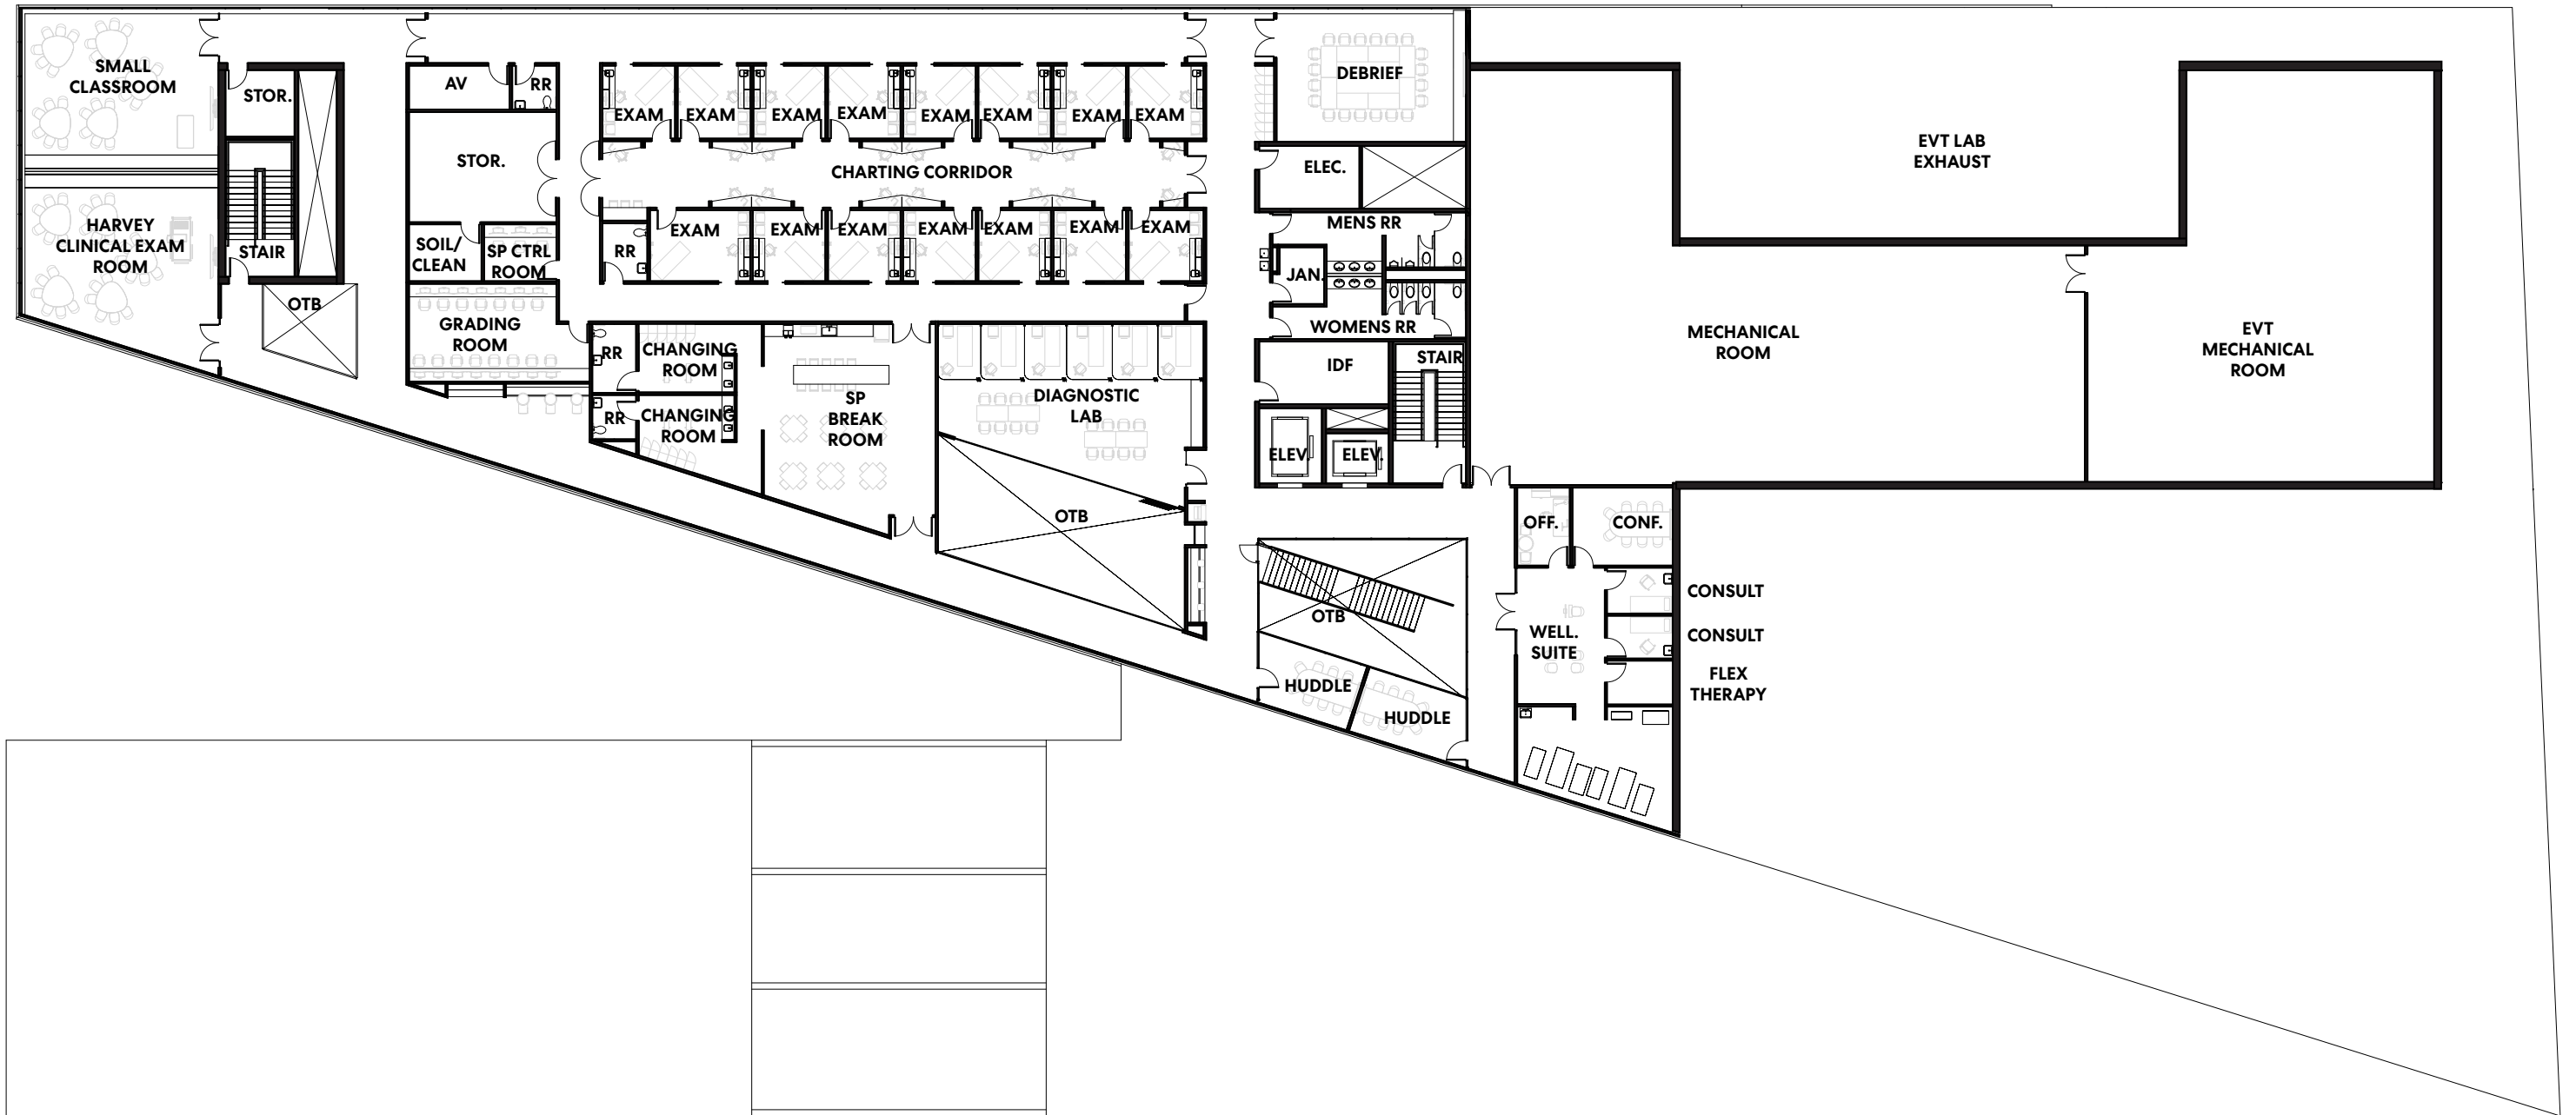 SMALL
CLASSROOM
STOR.
AV
RR
EXAM
EXAM
EXAM
EXAM
EXAM
EXAM
EXAM
EXAM
DEBRIEF
EVT LAB
EXHAUST
STOR.
CHARTING CORRIDOR
ELEC.
HARVEY
CLINICAL EXAM
ROOM
STAIR
SOIL/
CLEAN
SP CTRL
ROOM
RR
EXAM
EXAM
EXAM
EXAM
EXAM
EXAM
EXAM
MENS RR
JAN.
WOMENS RR
OTB
GRADING
ROOM
RR
CHANGING
ROOM
RR
CHANGING
ROOM
SP
BREAK
ROOM
DIAGNOSTIC
LAB
IDF
STAIR
MECHANICAL
ROOM
EVT
MECHANICAL
ROOM
ELEV.
ELEV.
OTB
OFF.
CONF.
OTB
WELL.
SUITE
CONSULT
CONSULT
FLEX
THERAPY
HUDDLE
HUDDLE